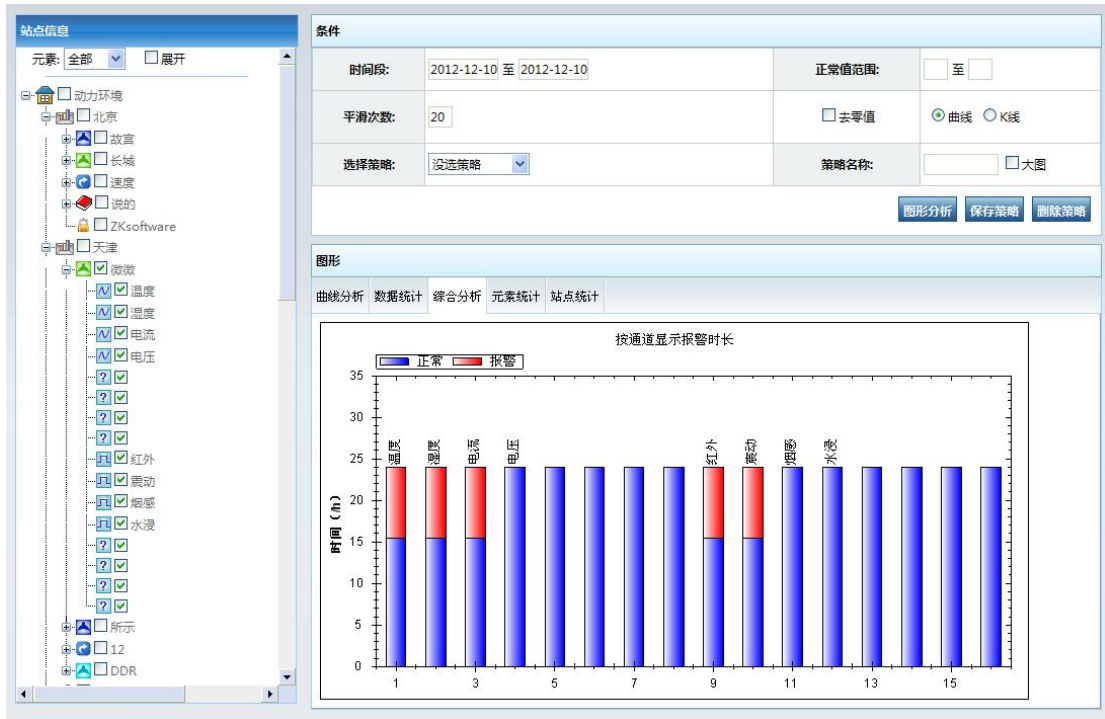 站点信息
元素: 全部
展开
动力环境
北京
故宫
长城
速度
说的
ZKsoftware
天津
微微
温度
湿度
电流
电压
?
?
?
?
红外
震动
烟感
水浸
?
?
?
?
所示
12
DDR
条件
时间段: 2012-12-10 至 2012-12-10 正常值范围: 至
平滑次数: 20 去零值 曲线 K线
选择策略: 没选策略 策略名称: 大图
图形分析 保存策略 删除策略
图形
曲线分析 数据统计 综合分析 元素统计 站点统计
按通道显示报警时长
正常 报警
35
30
25
20
15
10
5
0
时间（/h）
温度 湿度 电流 电压 红外 震动 烟感 水浸
1 3 5 7 9 11 13 15